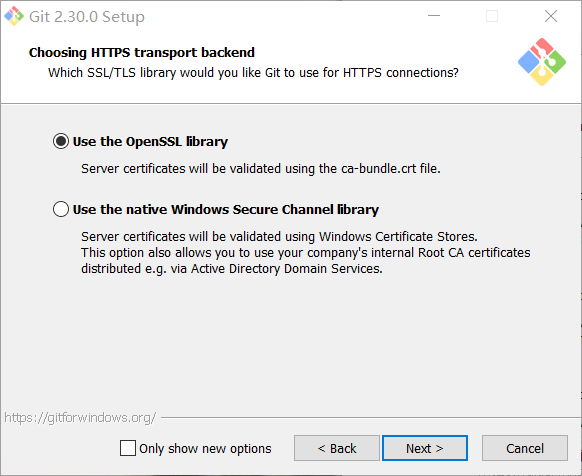 Git 2.30.0 Setup
Choosing HTTPS transport backend
Which SSL/TLS library would you like Git to use for HTTPS connections?
Use the OpenSSL library
Server certificates will be validated using the ca-bundle.crt file.
Use the native Windows Secure Channel library
Server certificates will be validated using Windows Certificate Stores.
This option also allows you to use your company's internal Root CA certificates
distributed e.g. via Active Directory Domain Services.
https://gitforwindows.org/
Only show new options
< Back
Next >
Cancel